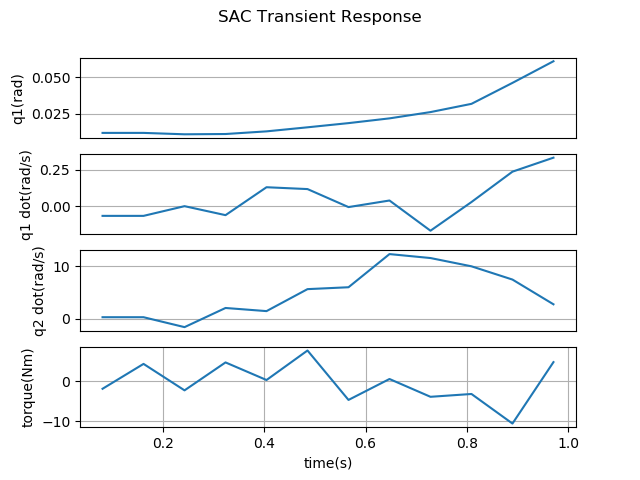 SAC Transient Response
q1(rad)
0.050
0.025
q1 dot(rad/s)
0.25
0.00
q2 dot(rad/s)
10
0
torque(Nm)
0
−10
0.2 0.4 0.6 0.8 1.0
time(s)